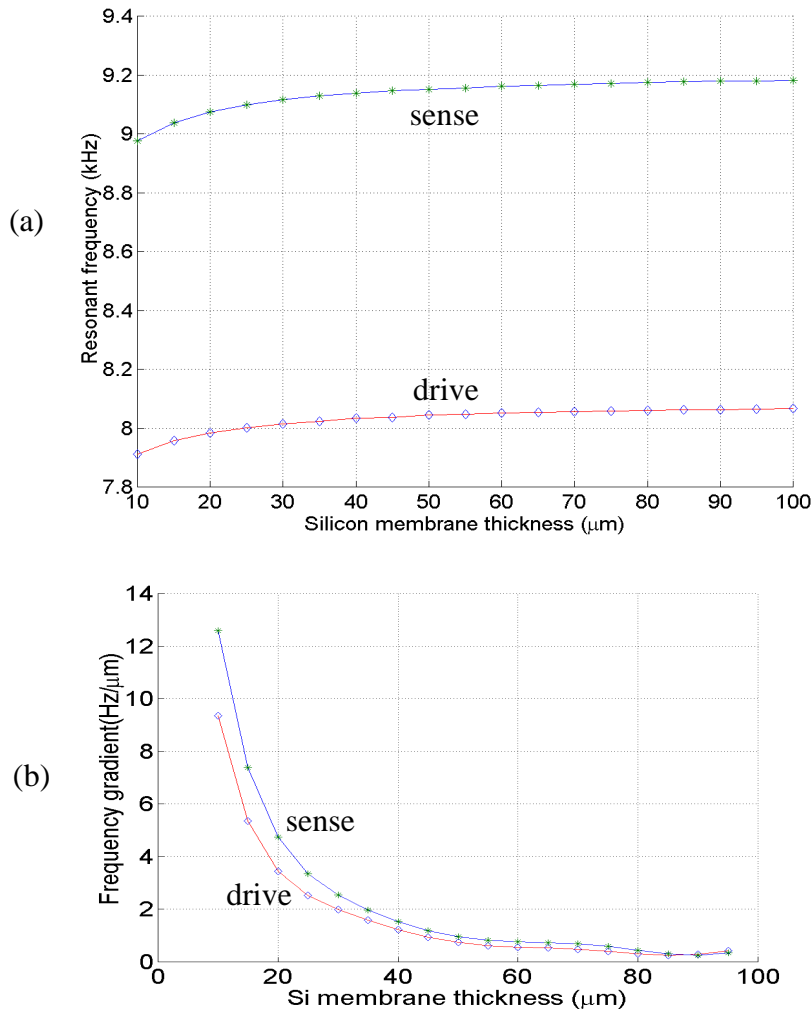 (a)
Resonant frequency (kHz)
9.4
9.2
9
8.8
8.6
8.4
8.2
8
7.8
sense
drive
10 20 30 40 50 60 70 80 90 100
Silicon membrane thickness (μm)
(b)
Frequency gradient(Hz/μm)
14
12
10
8
6
4
2
0
sense
drive
0 20 40 60 80 100
Si membrane thickness (μm)